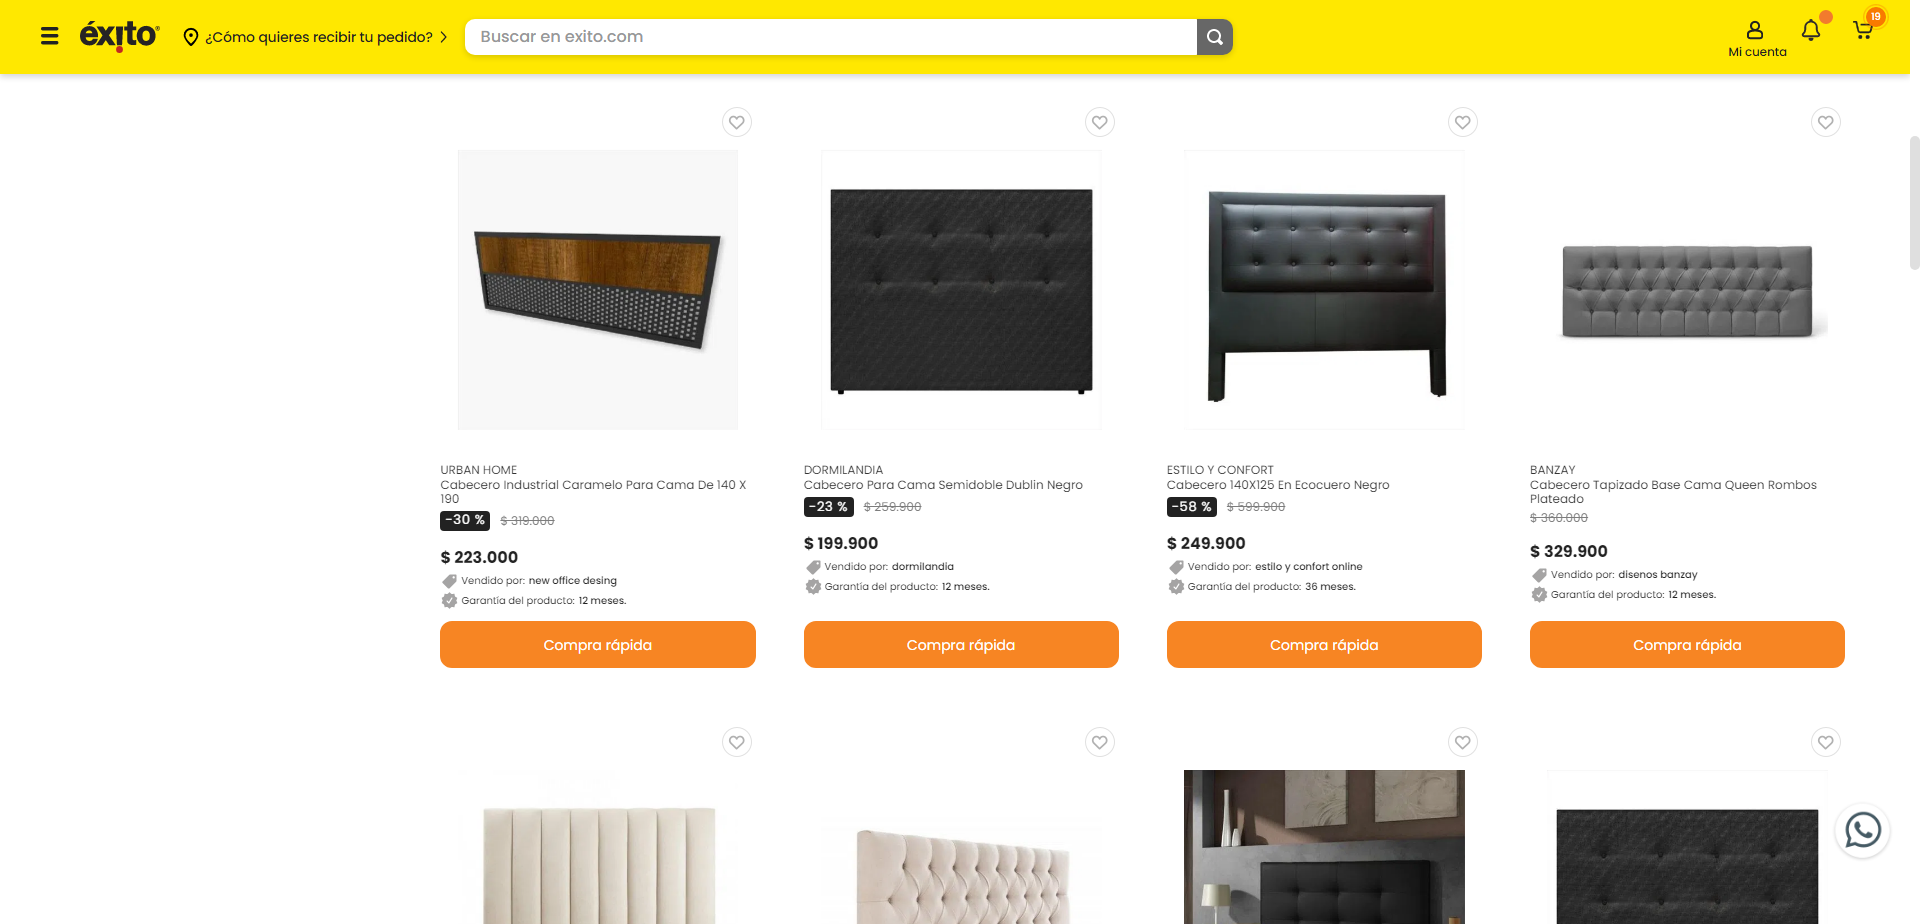 éxito
¿Cómo quieres recibir tu pedido?
Buscar en exito.com
Mi cuenta
19
URBAN HOME
Cabecero Industrial Caramelo Para Cama De 140 X
190
-30 % $ 319.000
$ 223.000
Vendido por: new office desing
Garantía del producto: 12 meses.
Compra rápida
DORMILANDIA
Cabecero Para Cama Semidoble Dublin Negro
-23 % $ 259.900
$ 199.900
Vendido por: dormilandia
Garantía del producto: 12 meses.
Compra rápida
ESTILO Y CONFORT
Cabecero 140X125 En Ecocuero Negro
-58 % $ 599.900
$ 249.900
Vendido por: estilo y confort online
Garantía del producto: 36 meses.
Compra rápida
BANZAY
Cabecero Tapizado Base Cama Queen Rombos
Plateado
$ 360.000
$ 329.900
Vendido por: disenos banzay
Garantía del producto: 12 meses.
Compra rápida